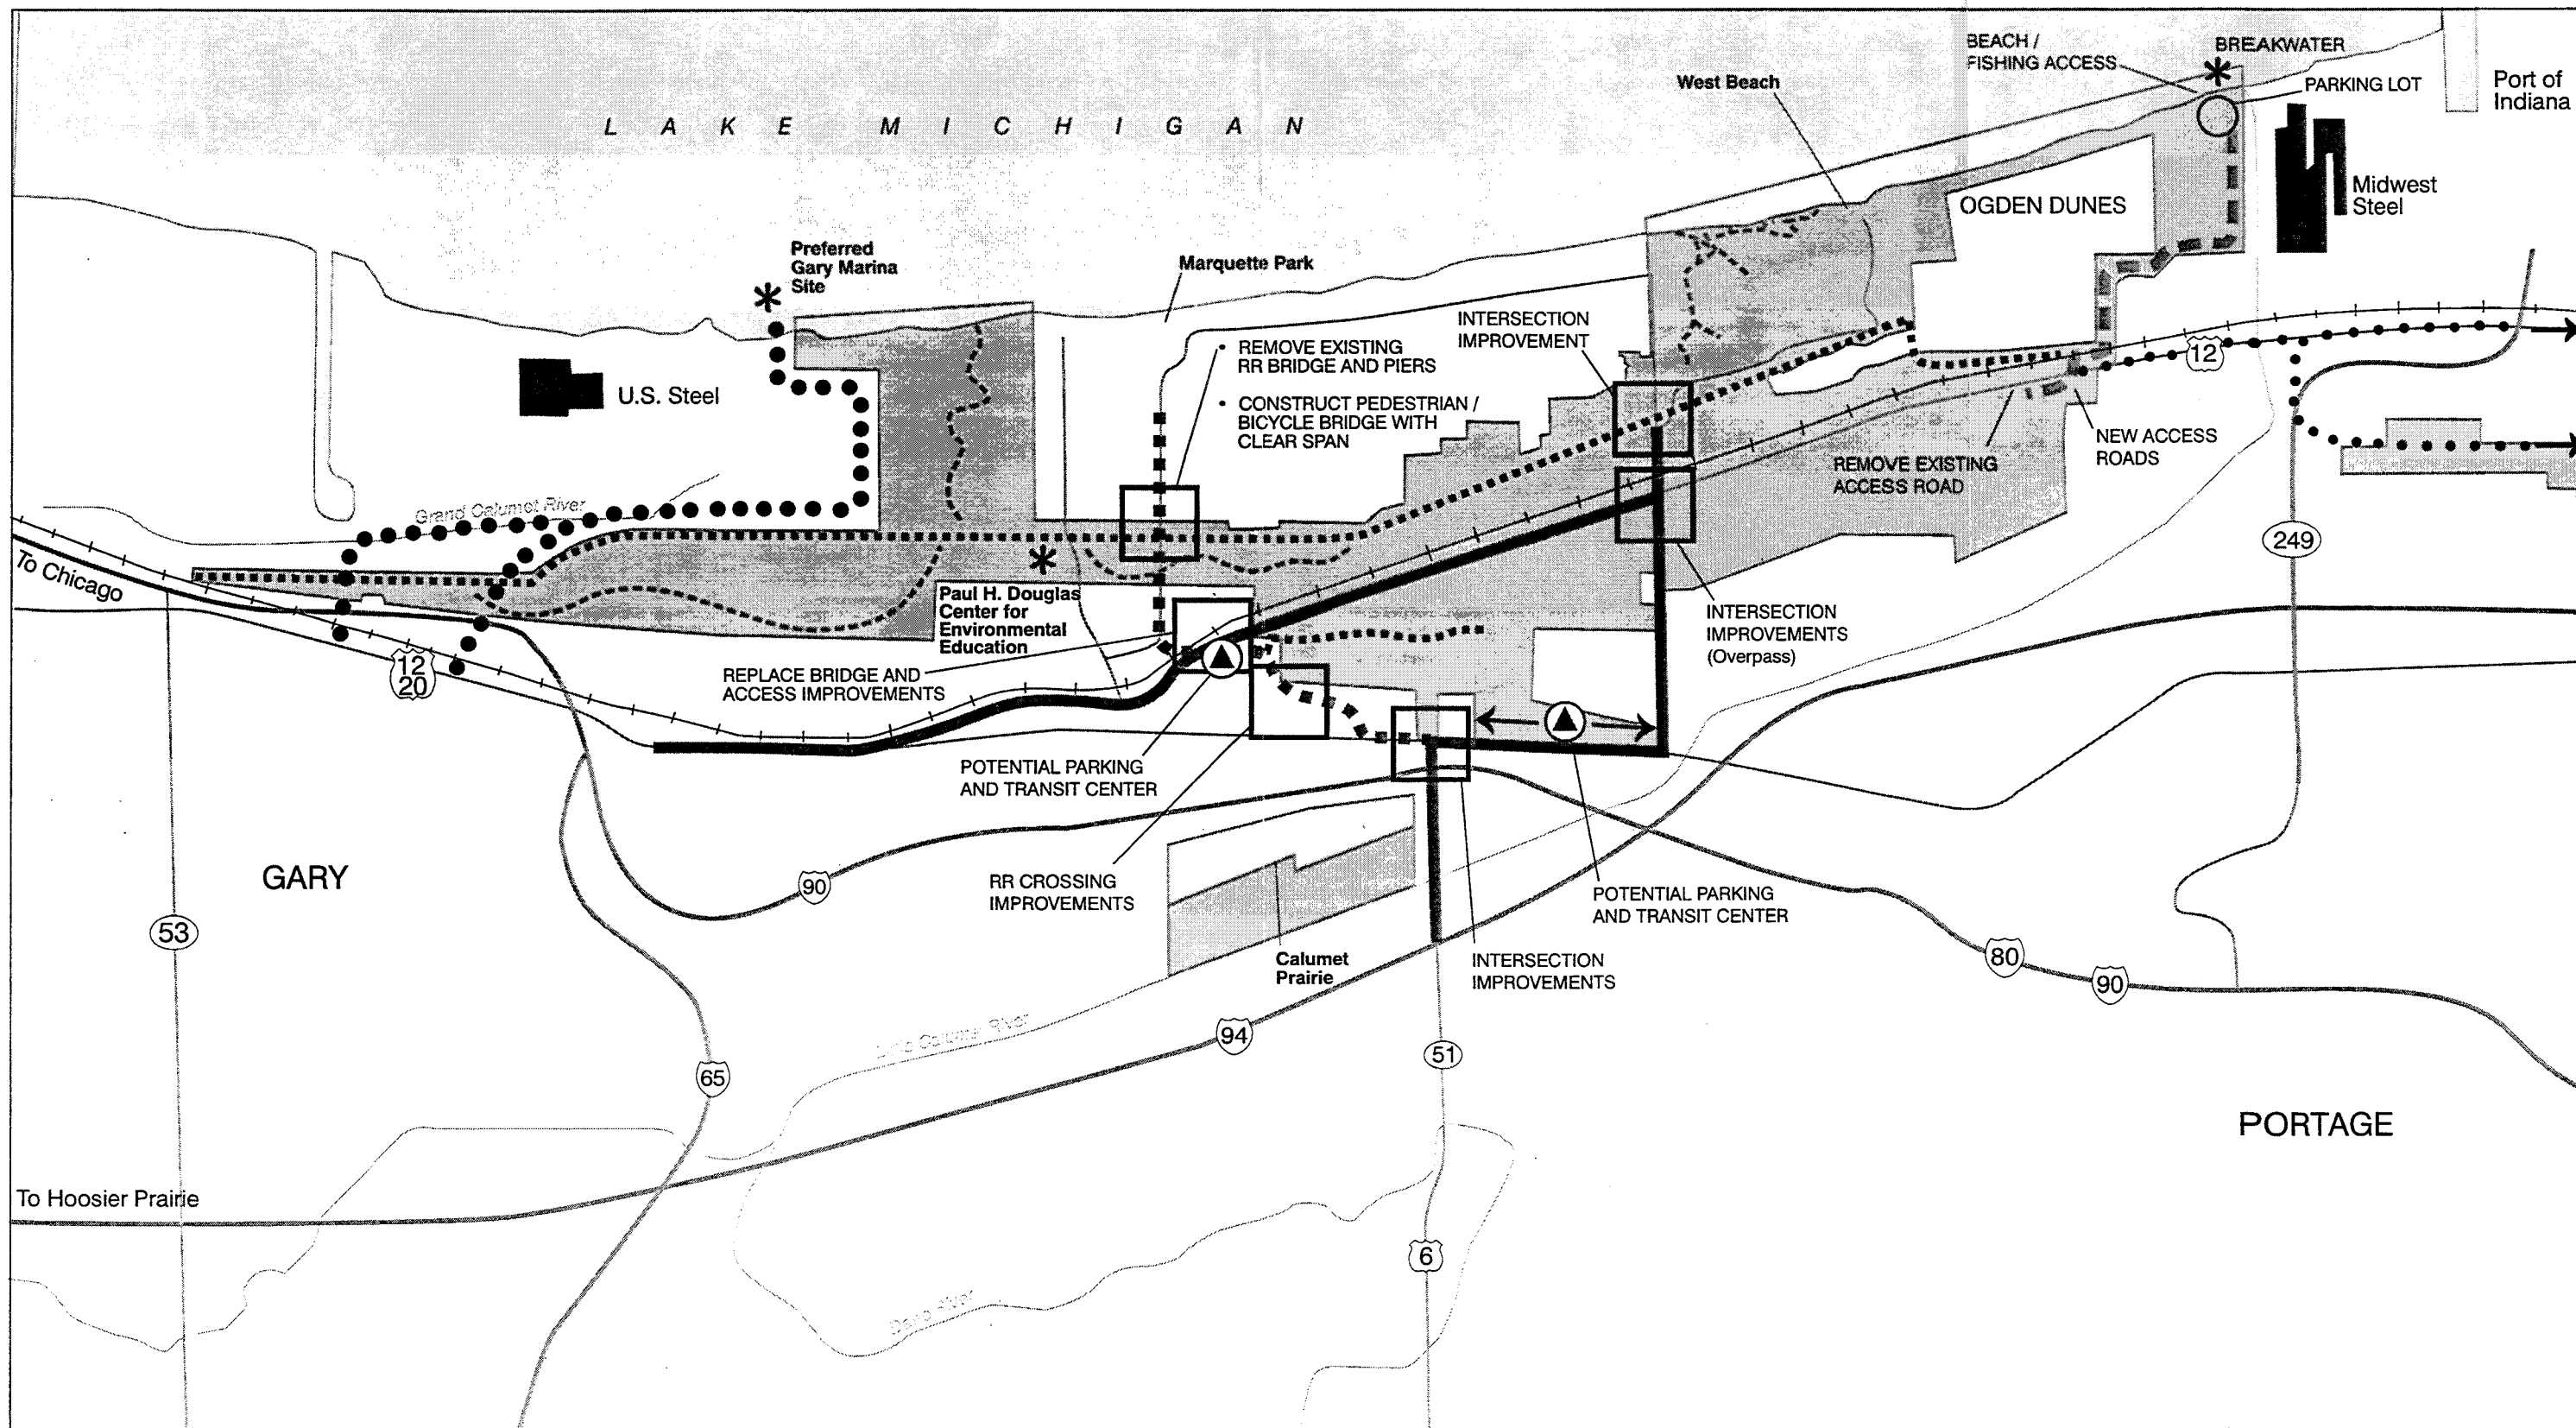 BEACH /
FISHING ACCESS
BREAKWATER
PARKING LOT
Port of
Indiana
West Beach
LAKE MICHIGAN
OGDEN DUNES
Midwest
Steel
Preferred
Gary Marina
Site
Marquette Park
INTERSECTION
IMPROVEMENT
• REMOVE EXISTING
RR BRIDGE AND PIERS
• CONSTRUCT PEDESTRIAN /
BICYCLE BRIDGE WITH
CLEAR SPAN
U.S. Steel
12
NEW ACCESS
ROADS
REMOVE EXISTING
ACCESS ROAD
Grand Calumet River
249
To Chicago
Paul H. Douglas
Center for
Environmental
Education
INTERSECTION
IMPROVEMENTS
(Overpass)
12
20
REPLACE BRIDGE AND
ACCESS IMPROVEMENTS
POTENTIAL PARKING
AND TRANSIT CENTER
GARY
90
RR CROSSING
IMPROVEMENTS
POTENTIAL PARKING
AND TRANSIT CENTER
53
Calumet
Prairie
INTERSECTION
IMPROVEMENTS
80
90
Calumet River
94
51
65
PORTAGE
To Hoosier Prairie
6
River